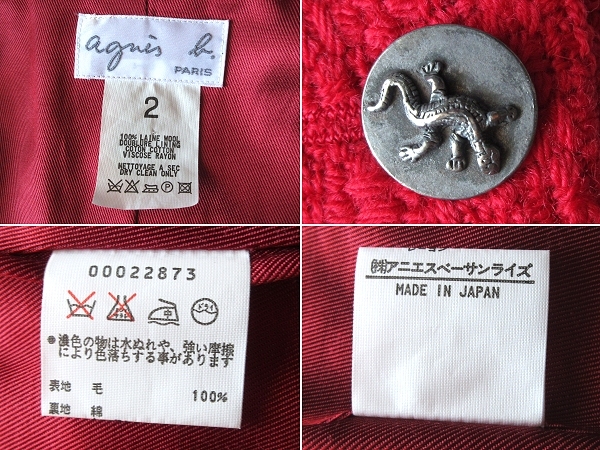 agnès b.
PARIS
2
100% LAINE WOOL
DOUBLURE LINING
COTON COTTON
VISCOSE RAYON
NETTOYAGE A SEC
DRY CLEAN ONLY
00022873
ドライ
●濃色の物は水ぬれや、強い摩擦
により色落ちする事があります
表地 毛 100%
裏地 綿
㈱アニエスベーサンライズ
MADE IN JAPAN